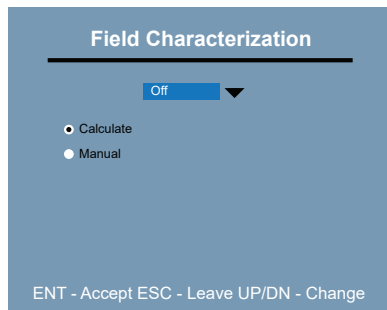 Field Characterization
Off
Calculate
Manual
ENT - Accept ESC - Leave UP/DN - Change